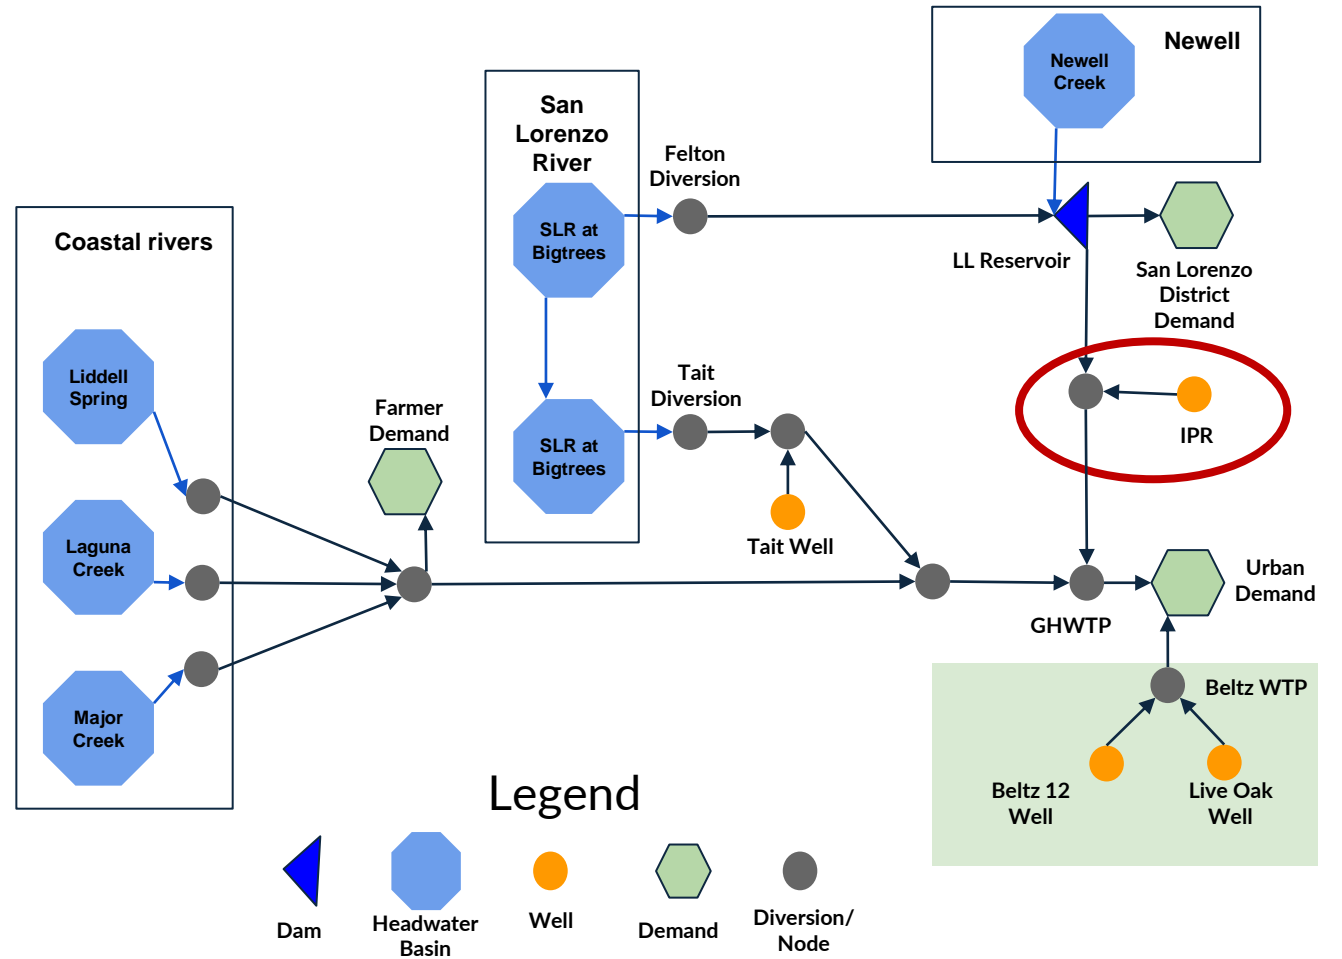 Newell
Newell
Creek
San
Lorenzo
River
Felton
Diversion
SLR at
Bigtrees
Coastal rivers
LL Reservoir
San Lorenzo
District
Demand
Liddell
Spring
Farmer
Demand
Tait
Diversion
SLR at
Bigtrees
IPR
Tait Well
Laguna
Creek
Urban
Demand
GHWTP
Major
Creek
Beltz WTP
Beltz 12
Well
Live Oak
Well
Legend
Dam
Headwater
Basin
Well
Demand
Diversion/
Node